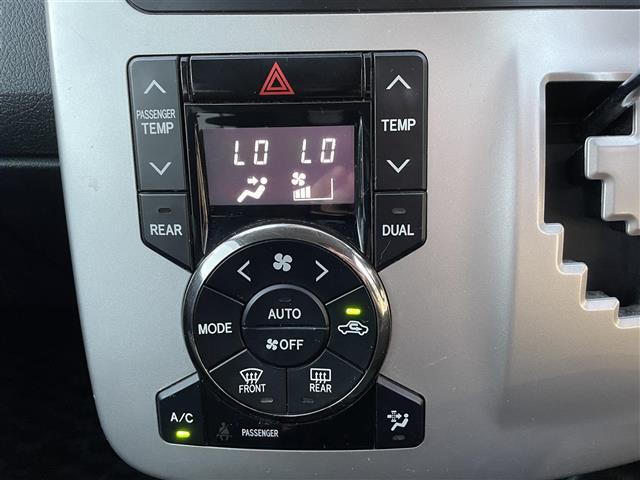 PASSENGER
TEMP
TEMP
LO LO
REAR
DUAL
AUTO
MODE
OFF
FRONT
REAR
A/C
PASSENGER